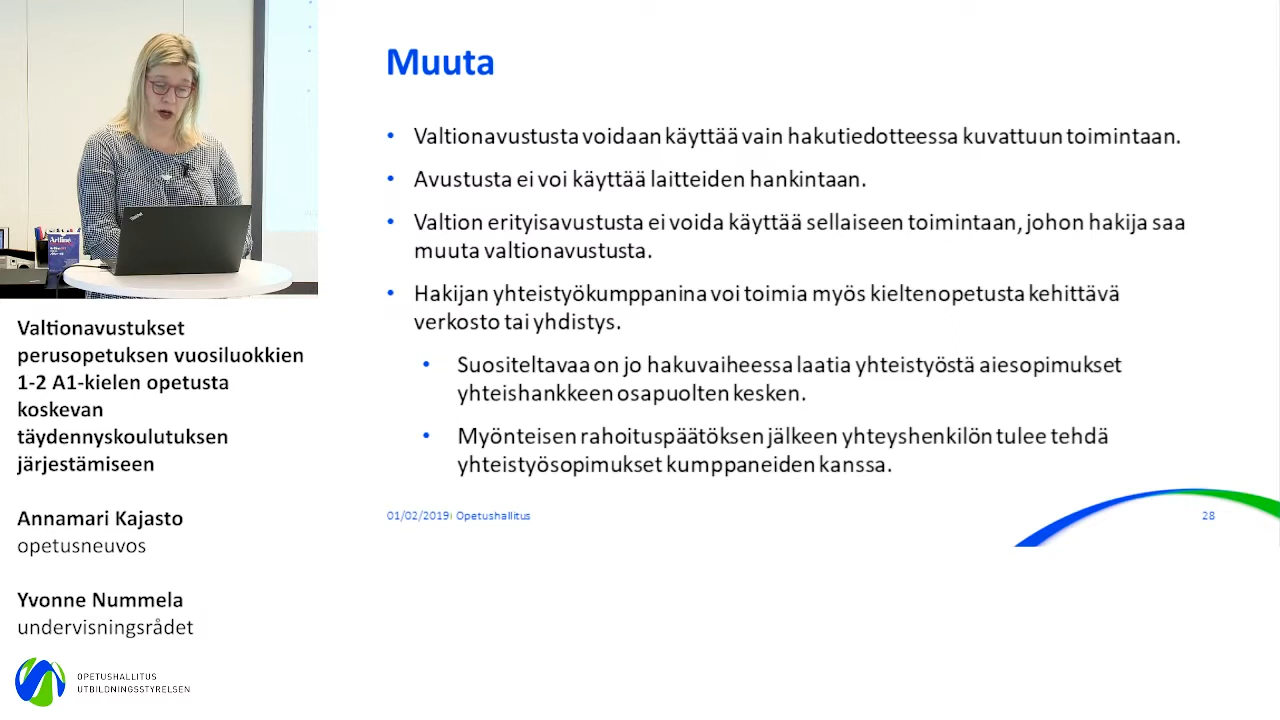 Muuta
• Valtionavustusta voidaan käyttää vain hakutiedotteessa kuvattuun toimintaan.
• Avustusta ei voi käyttää laitteiden hankintaan.
• Valtion erityisavustusta ei voida käyttää sellaiseen toimintaan, johon hakija saa
muuta valtionavustusta.
• Hakijan yhteistyökumppanina voi toimia myös kieltenopetusta kehittävä
verkosto tai yhdistys.
• Suositeltavaa on jo hakuvaiheessa laatia yhteistyöstä aiesopimukset
yhteishankkeen osapuolten kesken.
• Myönteisen rahoituspäätöksen jälkeen yhteyshenkilön tulee tehdä
yhteistyösopimukset kumppaneiden kanssa.
01/02/2019 Opetushallitus
28
Artline
ThinkPad
Valtionavustukset
perusopetuksen vuosiluokkien
1-2 A1-kielen opetusta
koskevan
täydennyskoulutuksen
järjestämiseen
Annamari Kajasto
opetusneuvos
Yvonne Nummela
undervisningsrådet
OPETUSHALLITUS
UTBILDNINGSSTYRELSEN